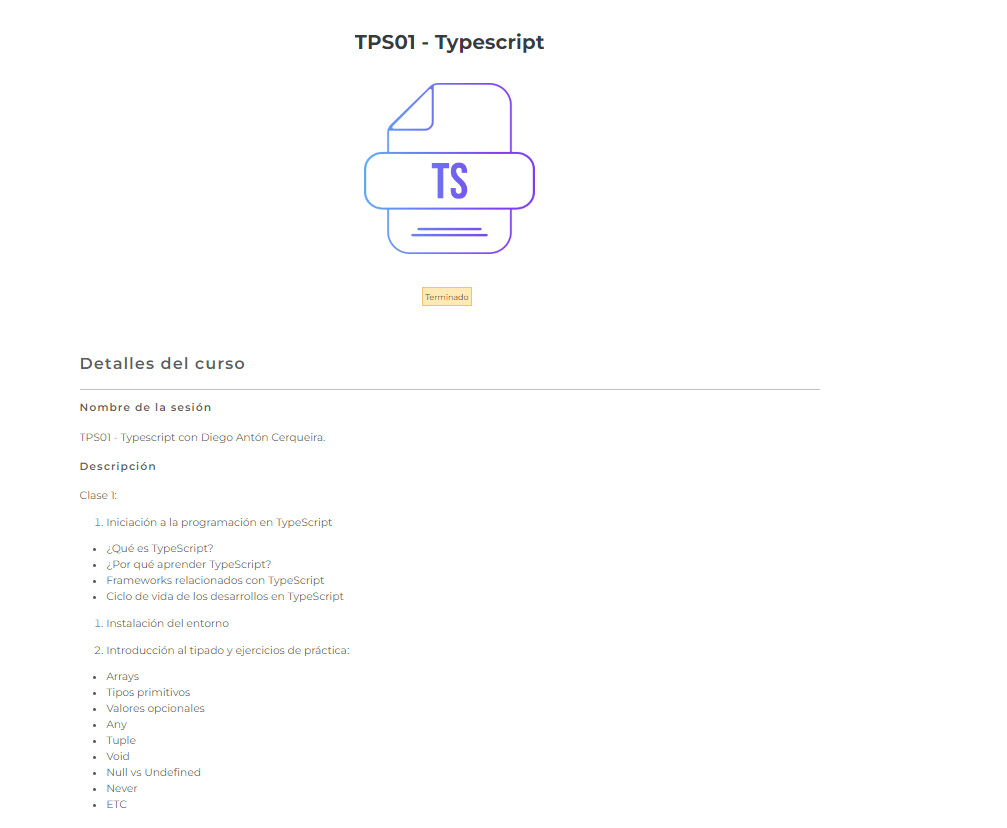 TPS01 - Typescript
TS
Terminado
Detalles del curso
Nombre de la sesión
TPS01 - Typescript con Diego Antón Cerqueira.
Descripción
Clase 1:
1. Iniciación a la programación en TypeScript
• ¿Qué es TypeScript?
• ¿Por qué aprender TypeScript?
• Frameworks relacionados con TypeScript
• Ciclo de vida de los desarrollos en TypeScript
1. Instalación del entorno
2. Introducción al tipado y ejercicios de práctica:
• Arrays
• Tipos primitivos
• Valores opcionales
• Any
• Tuple
• Void
• Null vs Undefined
• Never
• ETC